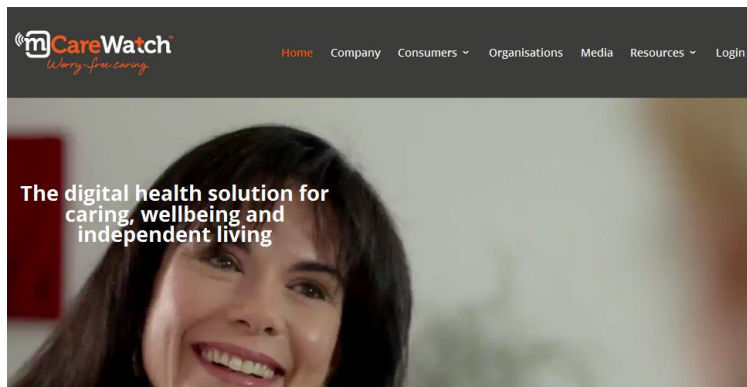 mCareWatch
Worry-free caring.
Home Company Consumers Organisations Media Resources Login
The digital health solution for
caring, wellbeing and
independent living